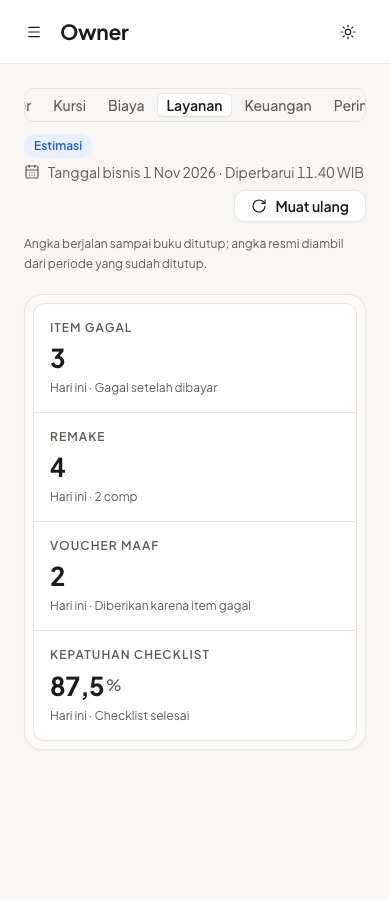 Owner
Kursi Biaya Layanan Keuangan
Estimasi
Tanggal bisnis 1 Nov 2026 · Diperbarui 11.40 WIB
Muat ulang
Angka berjalan sampai buku ditutup; angka resmi diambil
dari periode yang sudah ditutup.
ITEM GAGAL
3
Hari ini · Gagal setelah dibayar
REMAKE
4
Hari ini · 2 comp
VOUCHER MAAF
2
Hari ini · Diberikan karena item gagal
KEPATUHAN CHECKLIST
87,5%
Hari ini · Checklist selesai